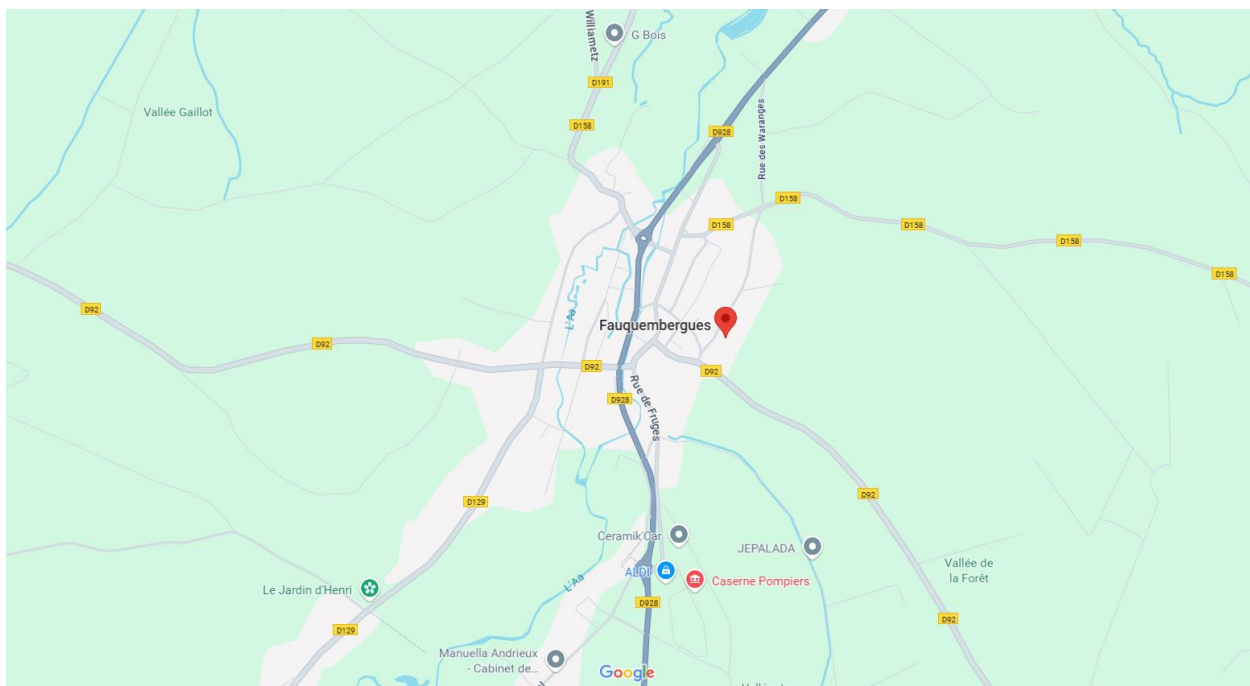 Williametz
G Bois
D191
Vallée Gaillot
D158
D928
Rue des Waranges
D158
D158
D158
D158
D158
L'Aa
D92
Fauquembergues
D92
D92
D92
D928
Rue de Fruges
D129
D92
Ceramik'Car
JEPALADA
Vallée de
la Forêt
ALDI
Caserne Pompiers
L'Aa
Le Jardin d'Henri
D928
D92
D129
Manuella Andrieux
- Cabinet de...
Google